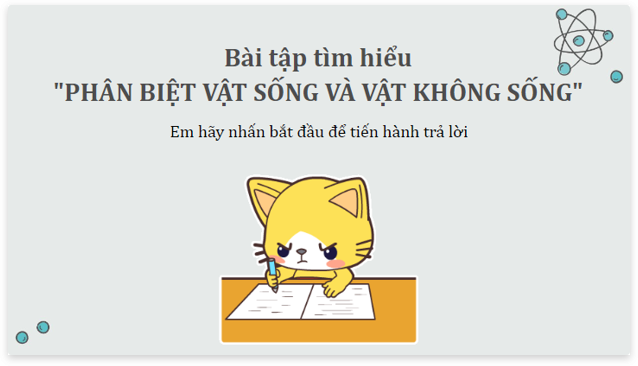 Bài tập tìm hiểu
"PHÂN BIỆT VẬT SỐNG VÀ VẬT KHÔNG SỐNG"
Em hãy nhấn bắt đầu để tiến hành trả lời